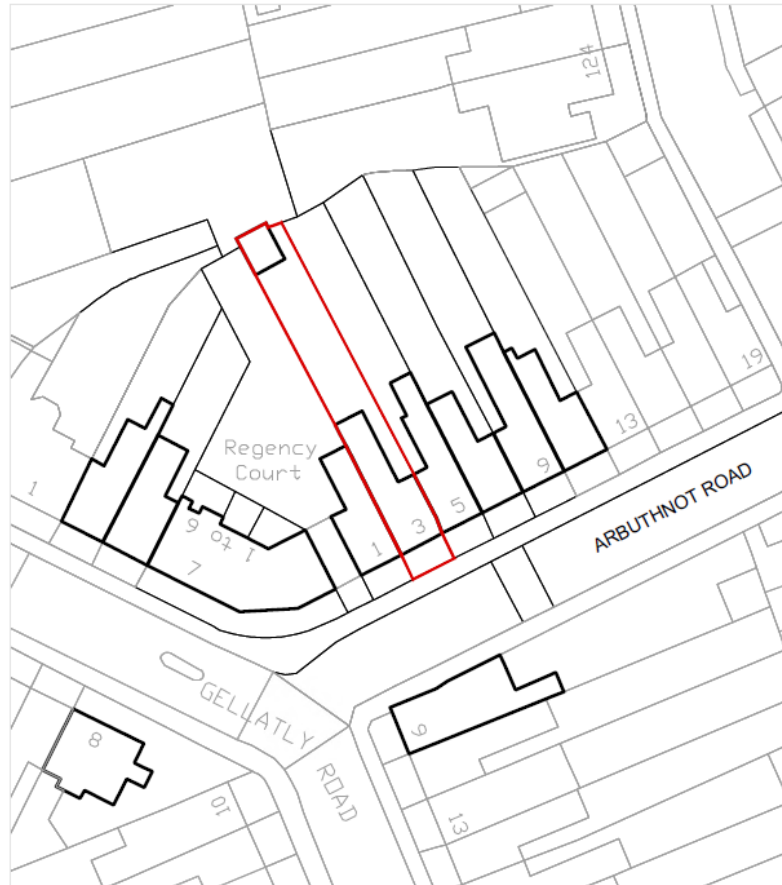 124
19
13
9
5
3
1
ARBUTHNOT ROAD
Regency
Court
1
1 to 6
7
GELLATLY
ROAD
8
10
9
13